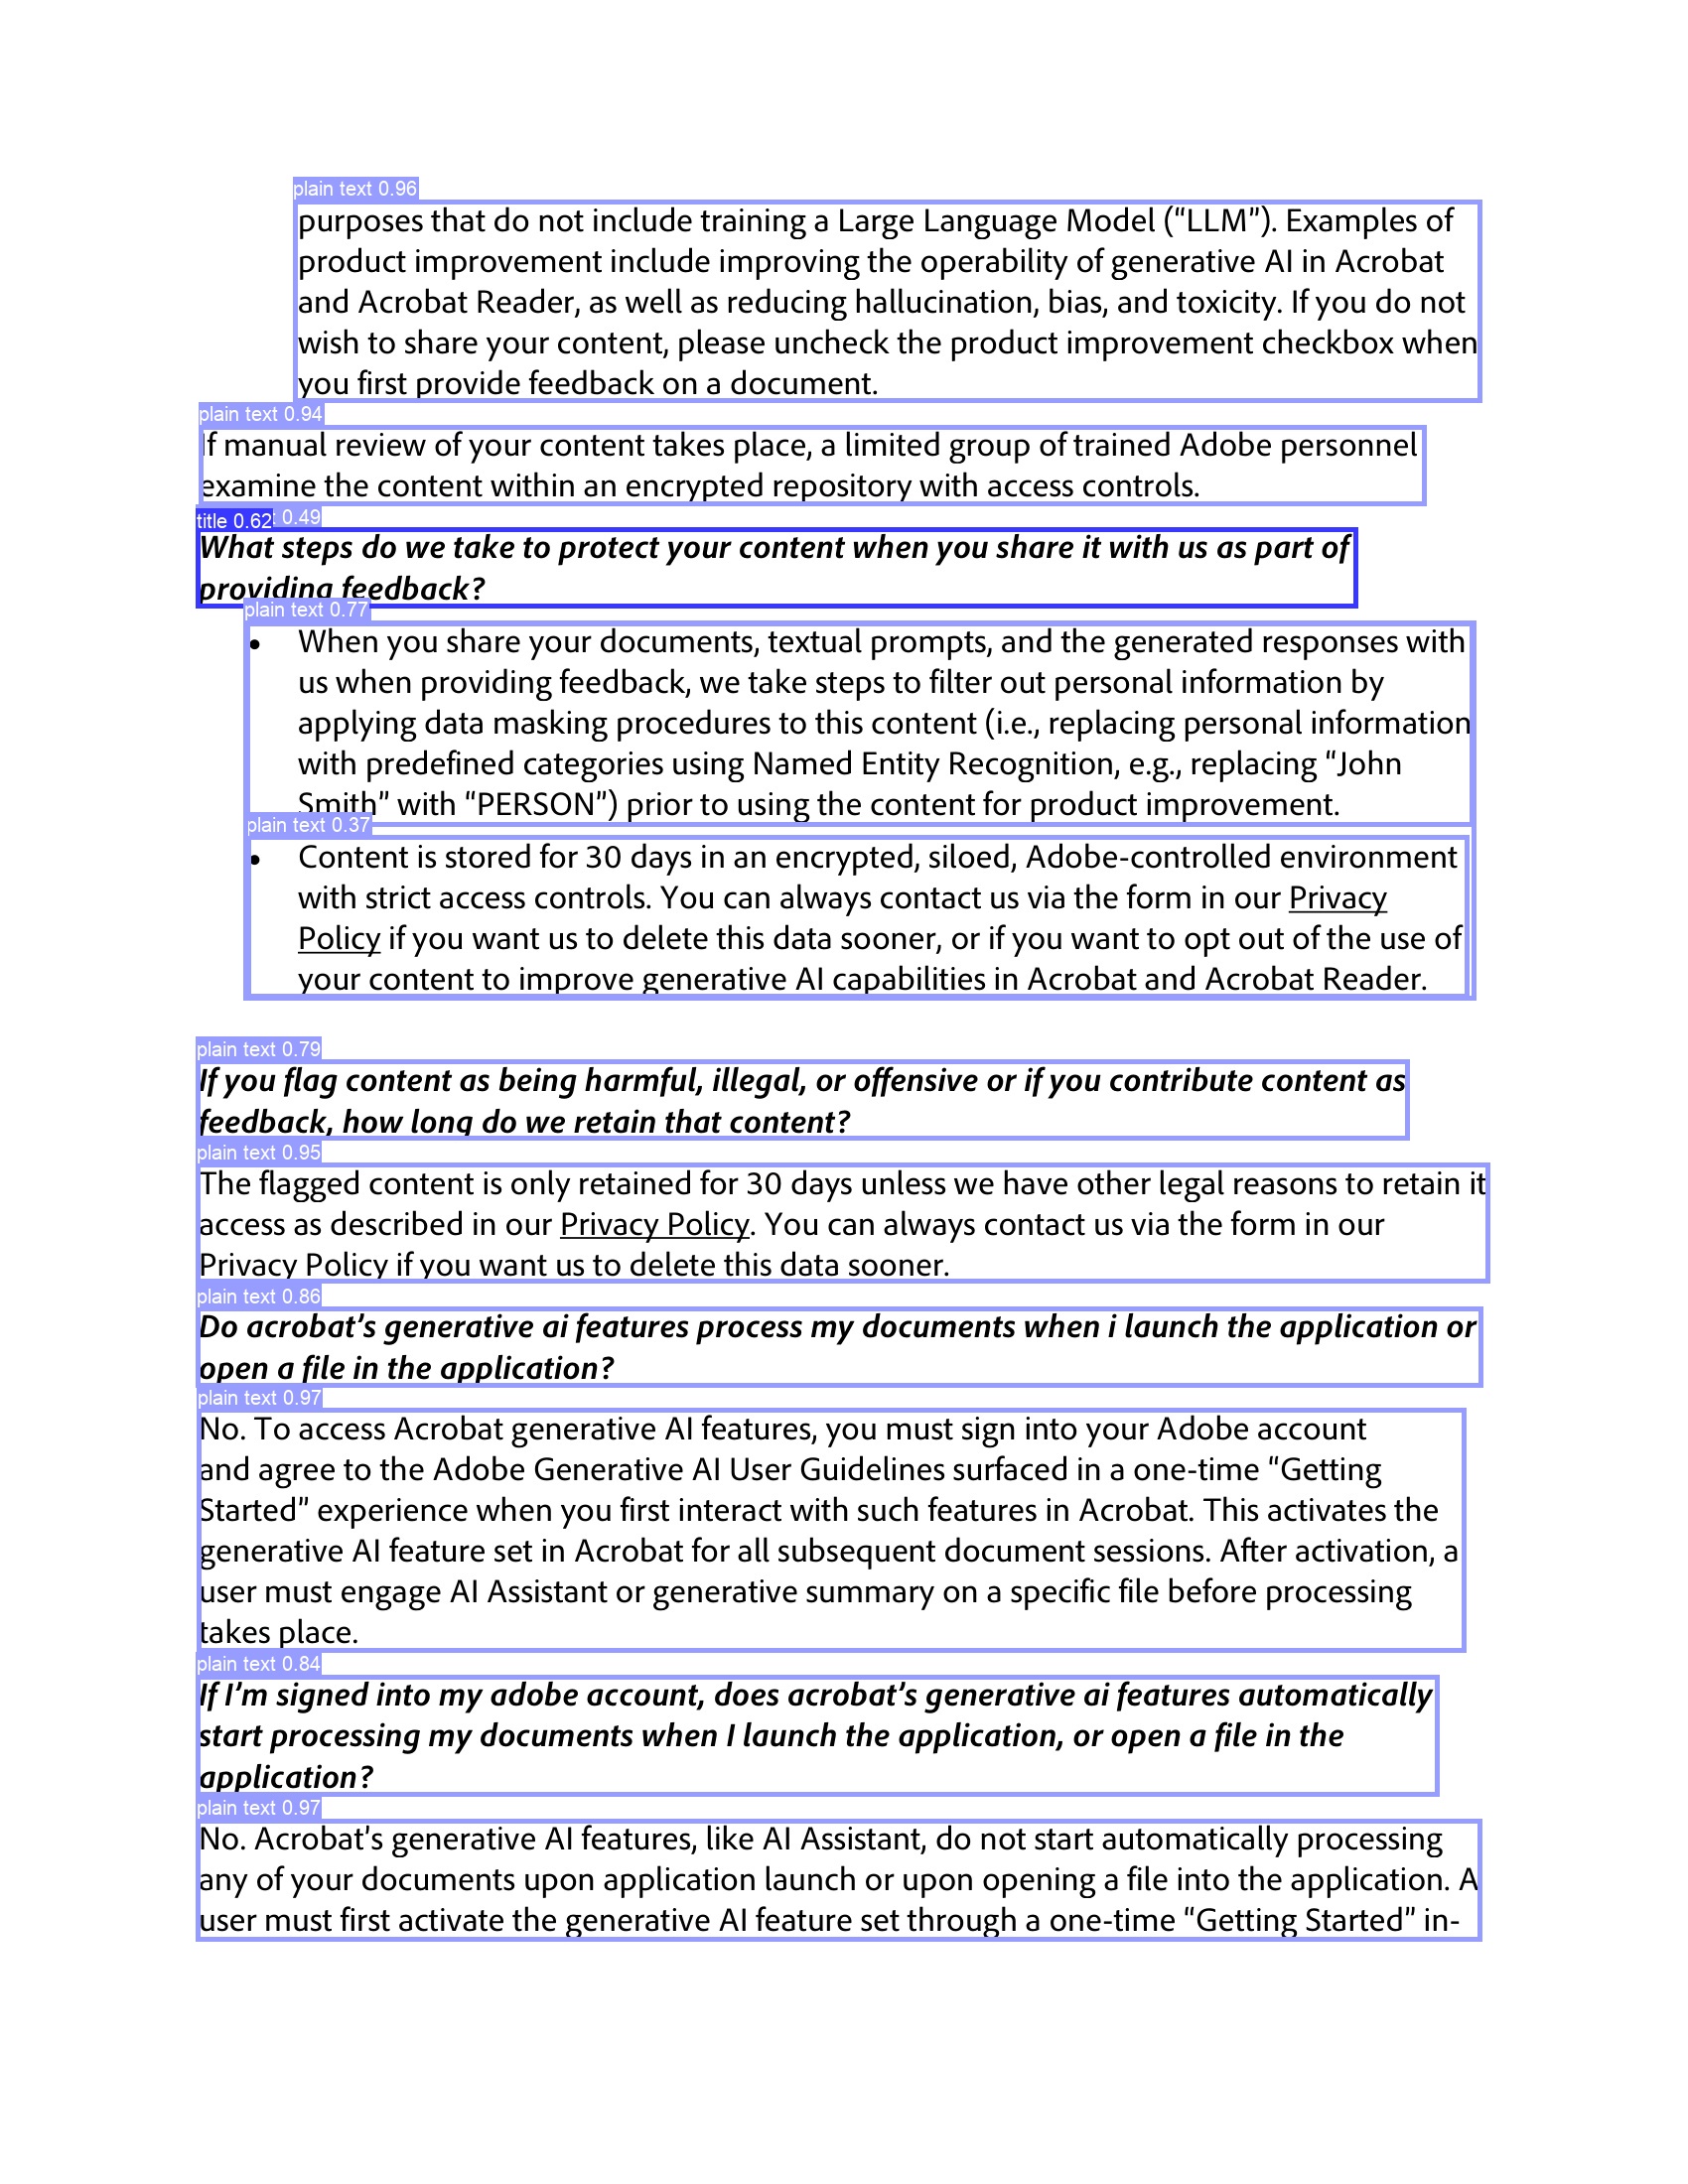 plain text 0.96
purposes that do not include training a Large Language Model (“LLM”). Examples of
product improvement include improving the operability of generative AI in Acrobat
and Acrobat Reader, as well as reducing hallucination, bias, and toxicity. If you do not
wish to share your content, please uncheck the product improvement checkbox when
you first provide feedback on a document.
plain text 0.94
If manual review of your content takes place, a limited group of trained Adobe personnel
examine the content within an encrypted repository with access controls.
title 0.62 0.49
What steps do we take to protect your content when you share it with us as part of
providing feedback?
plain text 0.77
• When you share your documents, textual prompts, and the generated responses with
us when providing feedback, we take steps to filter out personal information by
applying data masking procedures to this content (i.e., replacing personal information
with predefined categories using Named Entity Recognition, e.g., replacing “John
Smith” with “PERSON”) prior to using the content for product improvement.
plain text 0.37
• Content is stored for 30 days in an encrypted, siloed, Adobe-controlled environment
with strict access controls. You can always contact us via the form in our Privacy
Policy if you want us to delete this data sooner, or if you want to opt out of the use of
your content to improve generative AI capabilities in Acrobat and Acrobat Reader.
plain text 0.79
If you flag content as being harmful, illegal, or offensive or if you contribute content as
feedback, how long do we retain that content?
plain text 0.95
The flagged content is only retained for 30 days unless we have other legal reasons to retain it
access as described in our Privacy Policy. You can always contact us via the form in our
Privacy Policy if you want us to delete this data sooner.
plain text 0.86
Do acrobat’s generative ai features process my documents when i launch the application or
open a file in the application?
plain text 0.97
No. To access Acrobat generative AI features, you must sign into your Adobe account
and agree to the Adobe Generative AI User Guidelines surfaced in a one-time “Getting
Started” experience when you first interact with such features in Acrobat. This activates the
generative AI feature set in Acrobat for all subsequent document sessions. After activation, a
user must engage AI Assistant or generative summary on a specific file before processing
takes place.
plain text 0.84
If I’m signed into my adobe account, does acrobat’s generative ai features automatically
start processing my documents when I launch the application, or open a file in the
application?
plain text 0.97
No. Acrobat’s generative AI features, like AI Assistant, do not start automatically processing
any of your documents upon application launch or upon opening a file into the application. A
user must first activate the generative AI feature set through a one-time “Getting Started” in-